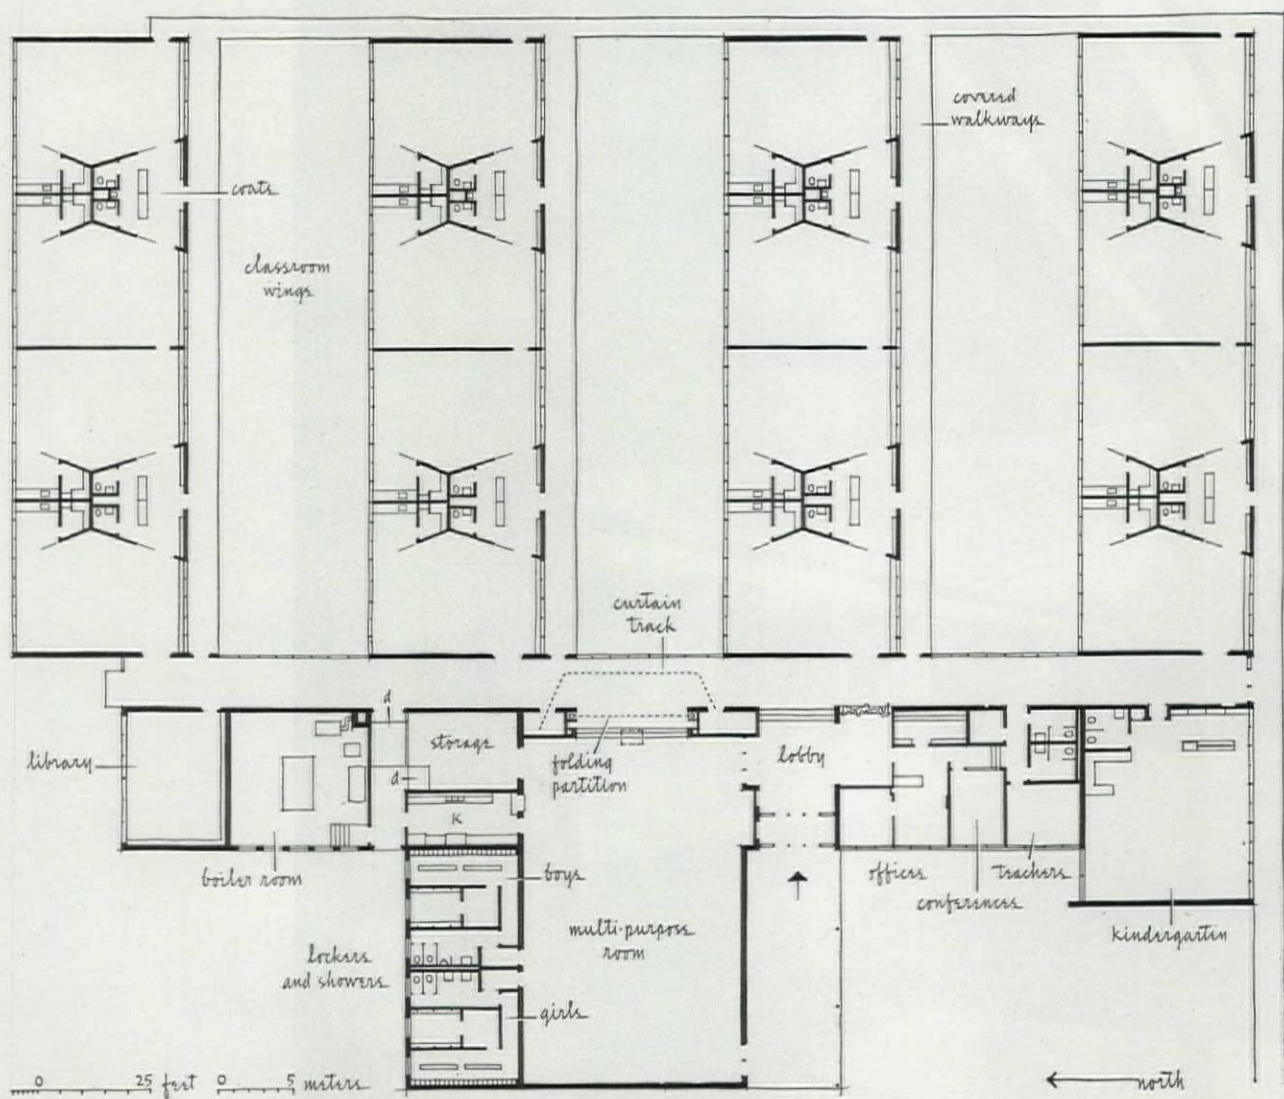 covered
walkways
coats
classroom
wings
curtain
track
d
library
storage
folding
partition
lobby
d
K
boiler room
boys
offices
teachers
conferences
multi-purpose
room
kindergarten
lockers
and showers
girls
0 25 feet 0 5 meters
north